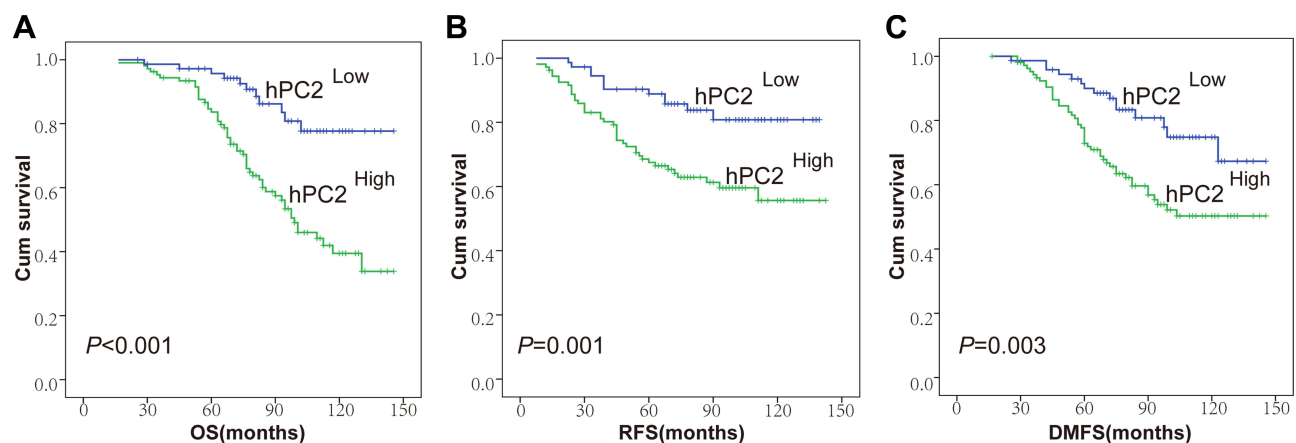 A
Cum survival
1.0
0.8
0.6
0.4
0.2
0.0
hPC2 Low
hPC2 High
P<0.001
0 30 60 90 120 150
OS(months)
B
Cum survival
1.0
0.8
0.6
0.4
0.2
0.0
hPC2 Low
hPC2 High
P=0.001
0 30 60 90 120 150
RFS(months)
C
Cum survival
1.0
0.8
0.6
0.4
0.2
0.0
hPC2 Low
hPC2 High
P=0.003
0 30 60 90 120 150
DMFS(months)